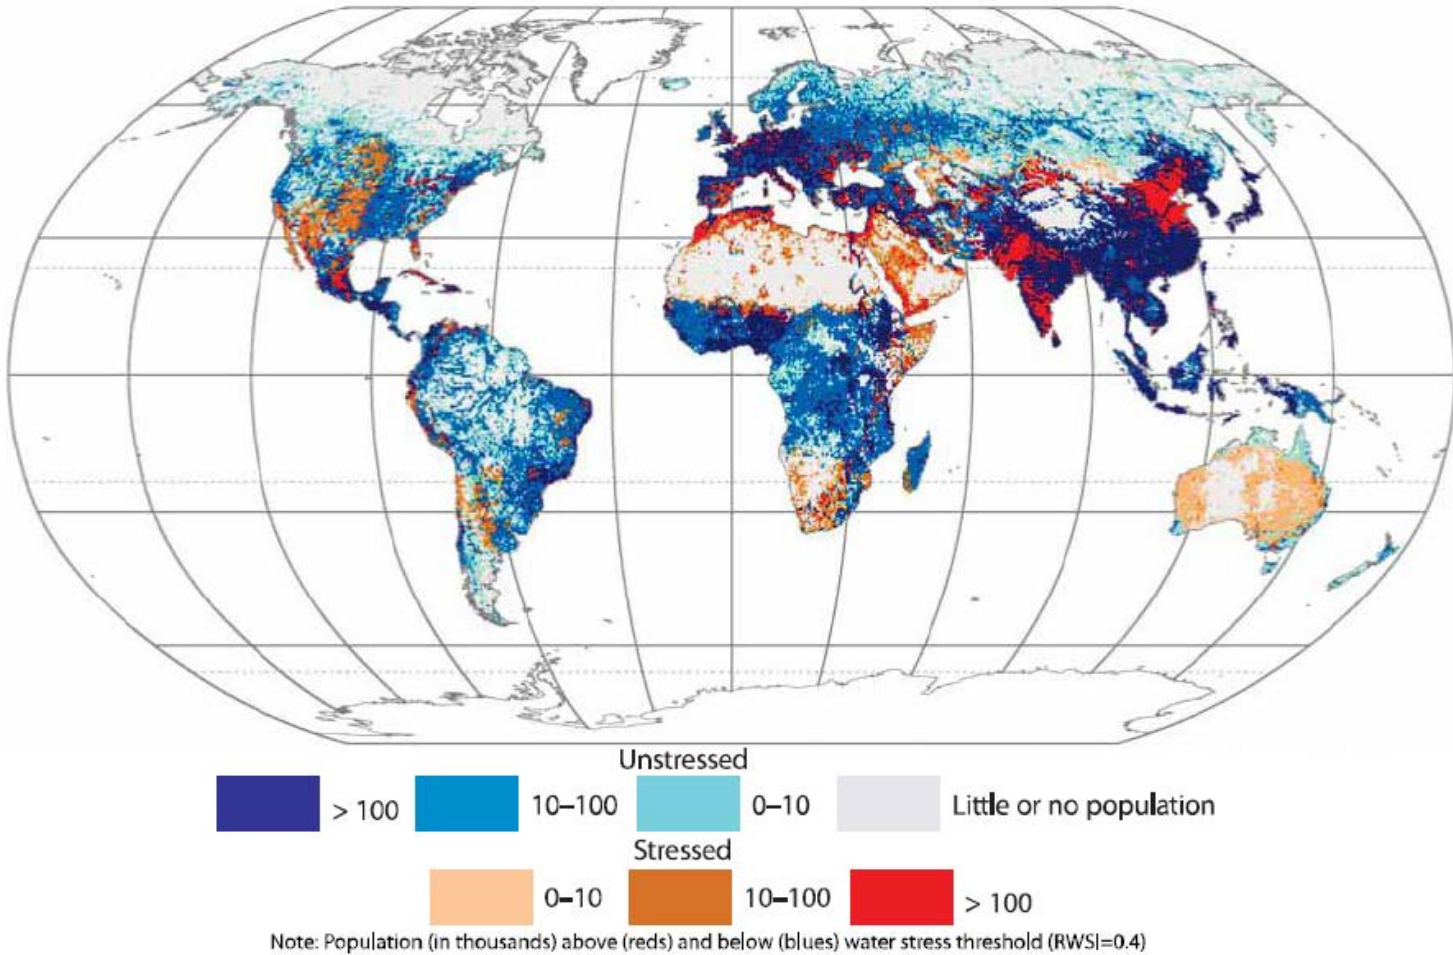 Unstressed
> 100 10–100 0–10 Little or no population
Stressed
0–10 10–100 > 100
Note: Population (in thousands) above (reds) and below (blues) water stress threshold (RWSI=0.4)